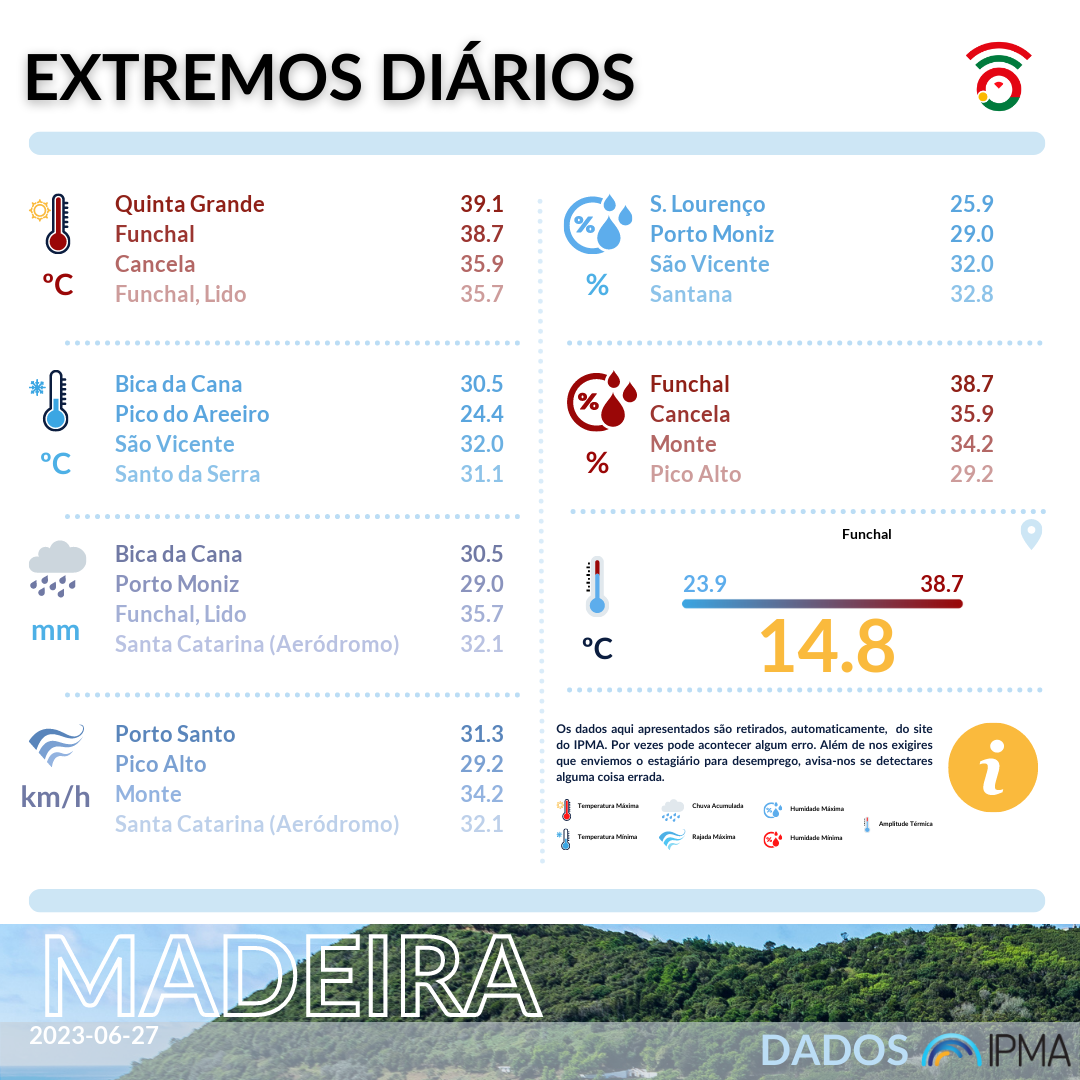 EXTREMOS DIÁRIOS
Quinta Grande 39.1
Funchal 38.7
Cancela 35.9
Funchal, Lido 35.7
ºC
Bica da Cana 30.5
Pico do Areeiro 24.4
São Vicente 32.0
Santo da Serra 31.1
ºC
Bica da Cana 30.5
Porto Moniz 29.0
Funchal, Lido 35.7
Santa Catarina (Aeródromo) 32.1
mm
Porto Santo 31.3
Pico Alto 29.2
Monte 34.2
Santa Catarina (Aeródromo) 32.1
km/h
S. Lourenço 25.9
Porto Moniz 29.0
São Vicente 32.0
Santana 32.8
%
%
Funchal 38.7
Cancela 35.9
Monte 34.2
Pico Alto 29.2
%
%
Funchal
23.9 38.7
14.8
ºC
Os dados aqui apresentados são retirados, automaticamente, do site
do IPMA. Por vezes pode acontecer algum erro. Além de nos exigires
que enviemos o estagiário para desemprego, avisa-nos se detectares
alguma coisa errada.
i
Temperatura Máxima Chuva Acumulada Humidade Máxima
Amplitude Térmica
Temperatura Mínima Rajada Máxima Humidade Mínima
MADEIRA
2023-06-27
DADOS IPMA